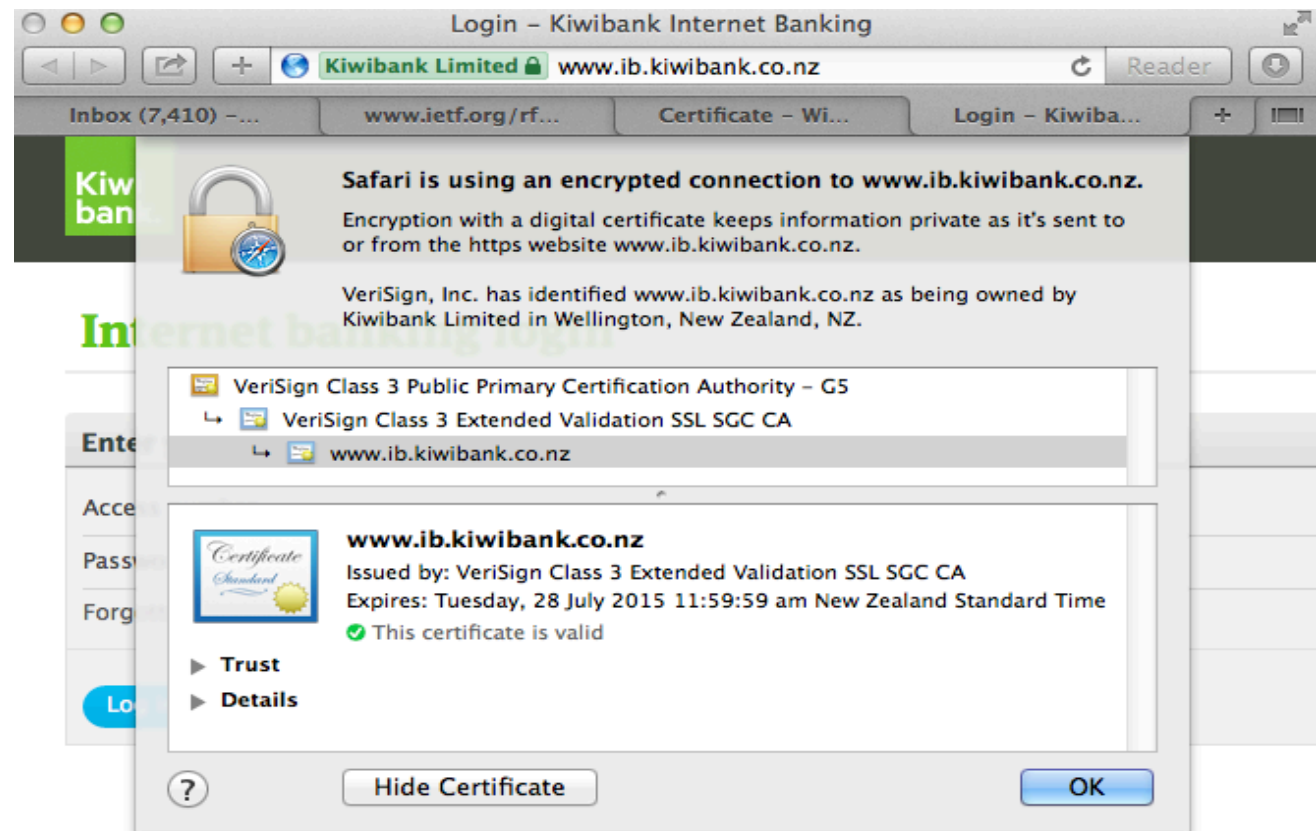 Login – Kiwibank Internet Banking
Kiwibank Limited www.ib.kiwibank.co.nz Reader
Inbox (7,410) –... www.ietf.org/rf... Certificate – Wi... Login – Kiwiba...
Kiwi
bank
Safari is using an encrypted connection to www.ib.kiwibank.co.nz.
Encryption with a digital certificate keeps information private as it's sent to
or from the https website www.ib.kiwibank.co.nz.
VeriSign, Inc. has identified www.ib.kiwibank.co.nz as being owned by
Kiwibank Limited in Wellington, New Zealand, NZ.
Internet banking login
VeriSign Class 3 Public Primary Certification Authority – G5
VeriSign Class 3 Extended Validation SSL SGC CA
www.ib.kiwibank.co.nz
Ente
Acce
Pass
Forg
Lo
Certificate
Standard
www.ib.kiwibank.co.nz
Issued by: VeriSign Class 3 Extended Validation SSL SGC CA
Expires: Tuesday, 28 July 2015 11:59:59 am New Zealand Standard Time
This certificate is valid
Trust
Details
?
Hide Certificate
OK